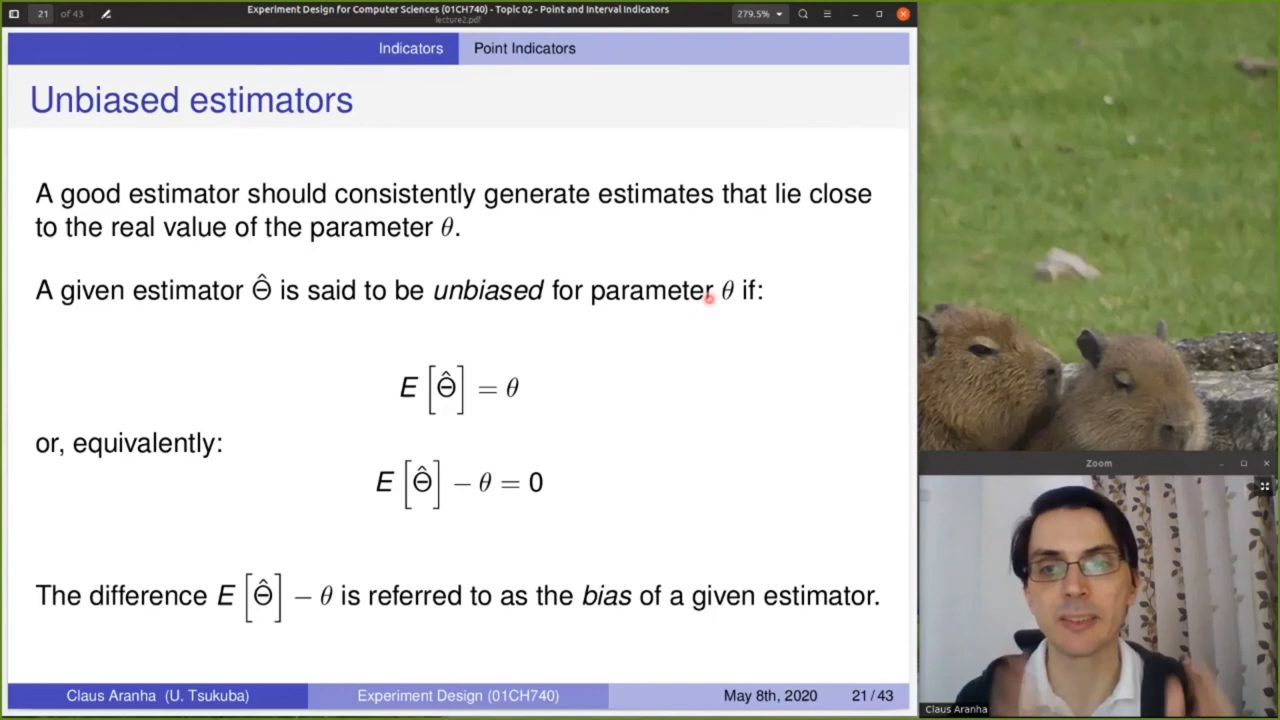 21 of 43
Experiment Design for Computer Sciences (01CH740) - Topic 02 - Point and Interval Indicators
lecture2.pdf
279.5%
Indicators Point Indicators
Unbiased estimators
A good estimator should consistently generate estimates that lie close
to the real value of the parameter θ.
A given estimator Θ̂ is said to be unbiased for parameter θ if:
E[Θ̂] = θ
or, equivalently:
E[Θ̂] − θ = 0
The difference E[Θ̂] − θ is referred to as the bias of a given estimator.
Claus Aranha (U. Tsukuba) Experiment Design (01CH740) May 8th, 2020 21 / 43
Zoom
Claus Aranha